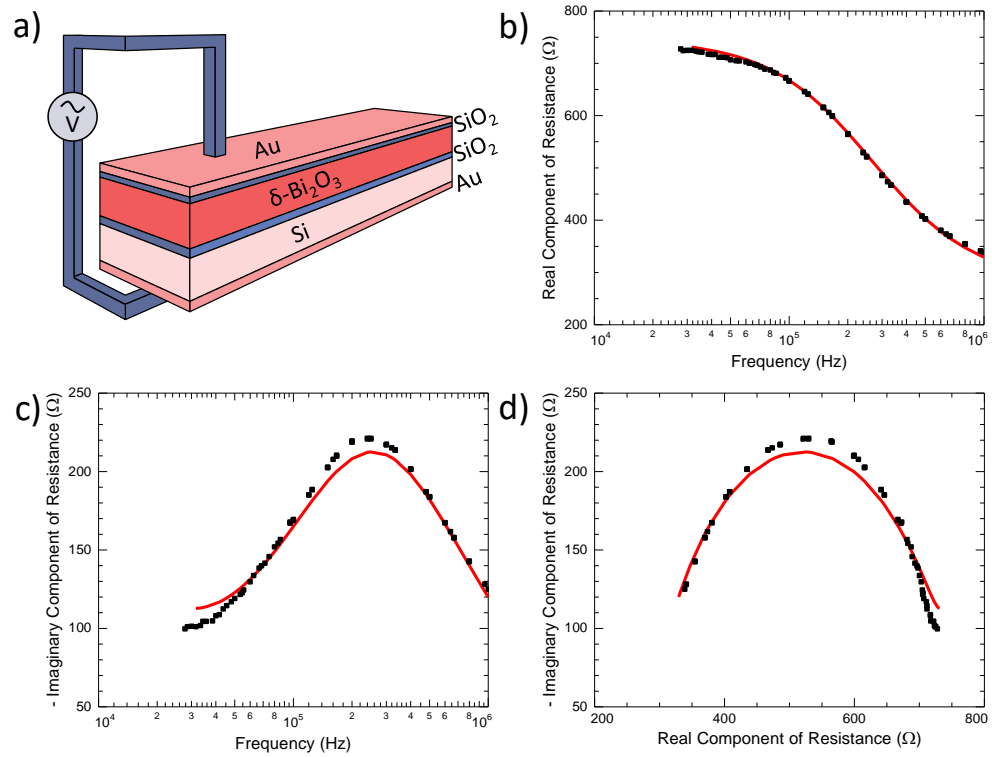 a)
V
Au
SiO2
SiO2
Au
δ-Bi2O3
Si
b)
Real Component of Resistance (Ω)
800
600
400
200
10^4 2 3 4 5 6 8 10^5 2 3 4 5 6 8 10^6
Frequency (Hz)
c)
- Imaginary Component of Resistance (Ω)
250
200
150
100
50
10^4 2 3 4 5 6 8 10^5 2 3 4 5 6 8 10^6
Frequency (Hz)
d)
- Imaginary Component of Resistance (Ω)
250
200
150
100
50
200 400 600 800
Real Component of Resistance (Ω)